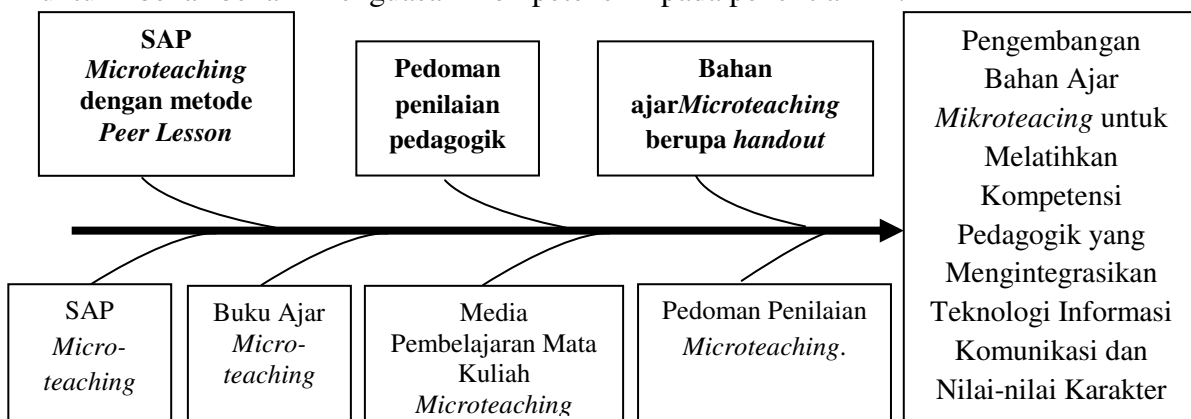 SAP
Microteaching
dengan metode
Peer Lesson
Pedoman
penilaian
pedagogik
Bahan
ajarMicroteaching
berupa handout
Pengembangan
Bahan Ajar
Mikroteacing untuk
Melatihkan
Kompetensi
Pedagogik yang
Mengintegrasikan
Teknologi Informasi
Komunikasi dan
Nilai-nilai Karakter
SAP
Micro-
teaching
Buku Ajar
Micro-
teaching
Media
Pembelajaran Mata
Kuliah
Microteaching
Pedoman Penilaian
Microteaching.